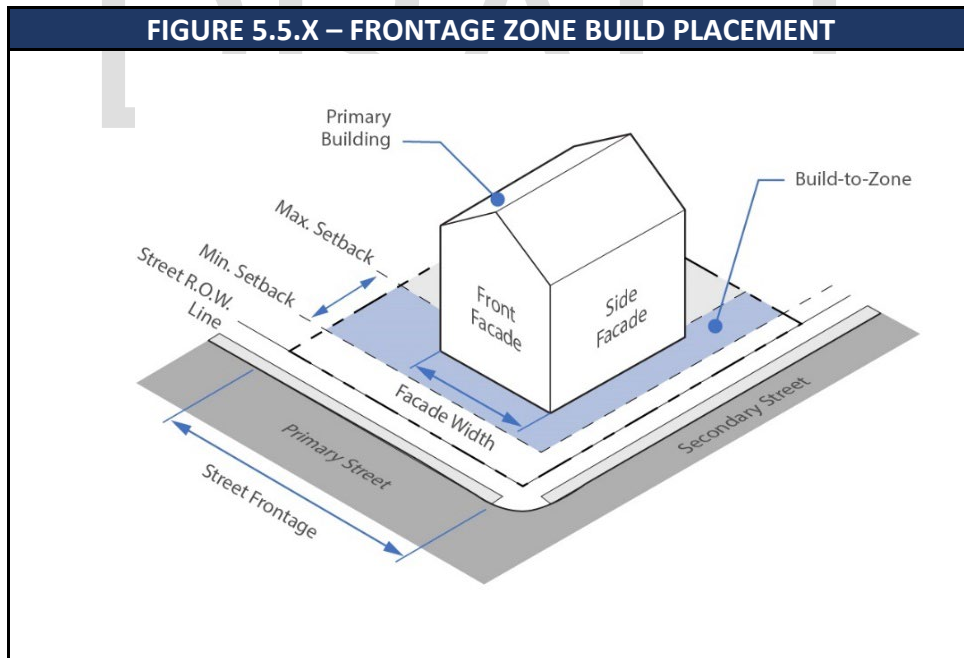 FIGURE 5.5.X – FRONTAGE ZONE BUILD PLACEMENT
Primary
Building
Build-to-Zone
Max. Setback
Min. Setback
Street R.O.W.
Line
Front
Facade
Side
Facade
Facade Width
Primary Street
Secondary Street
Street Frontage